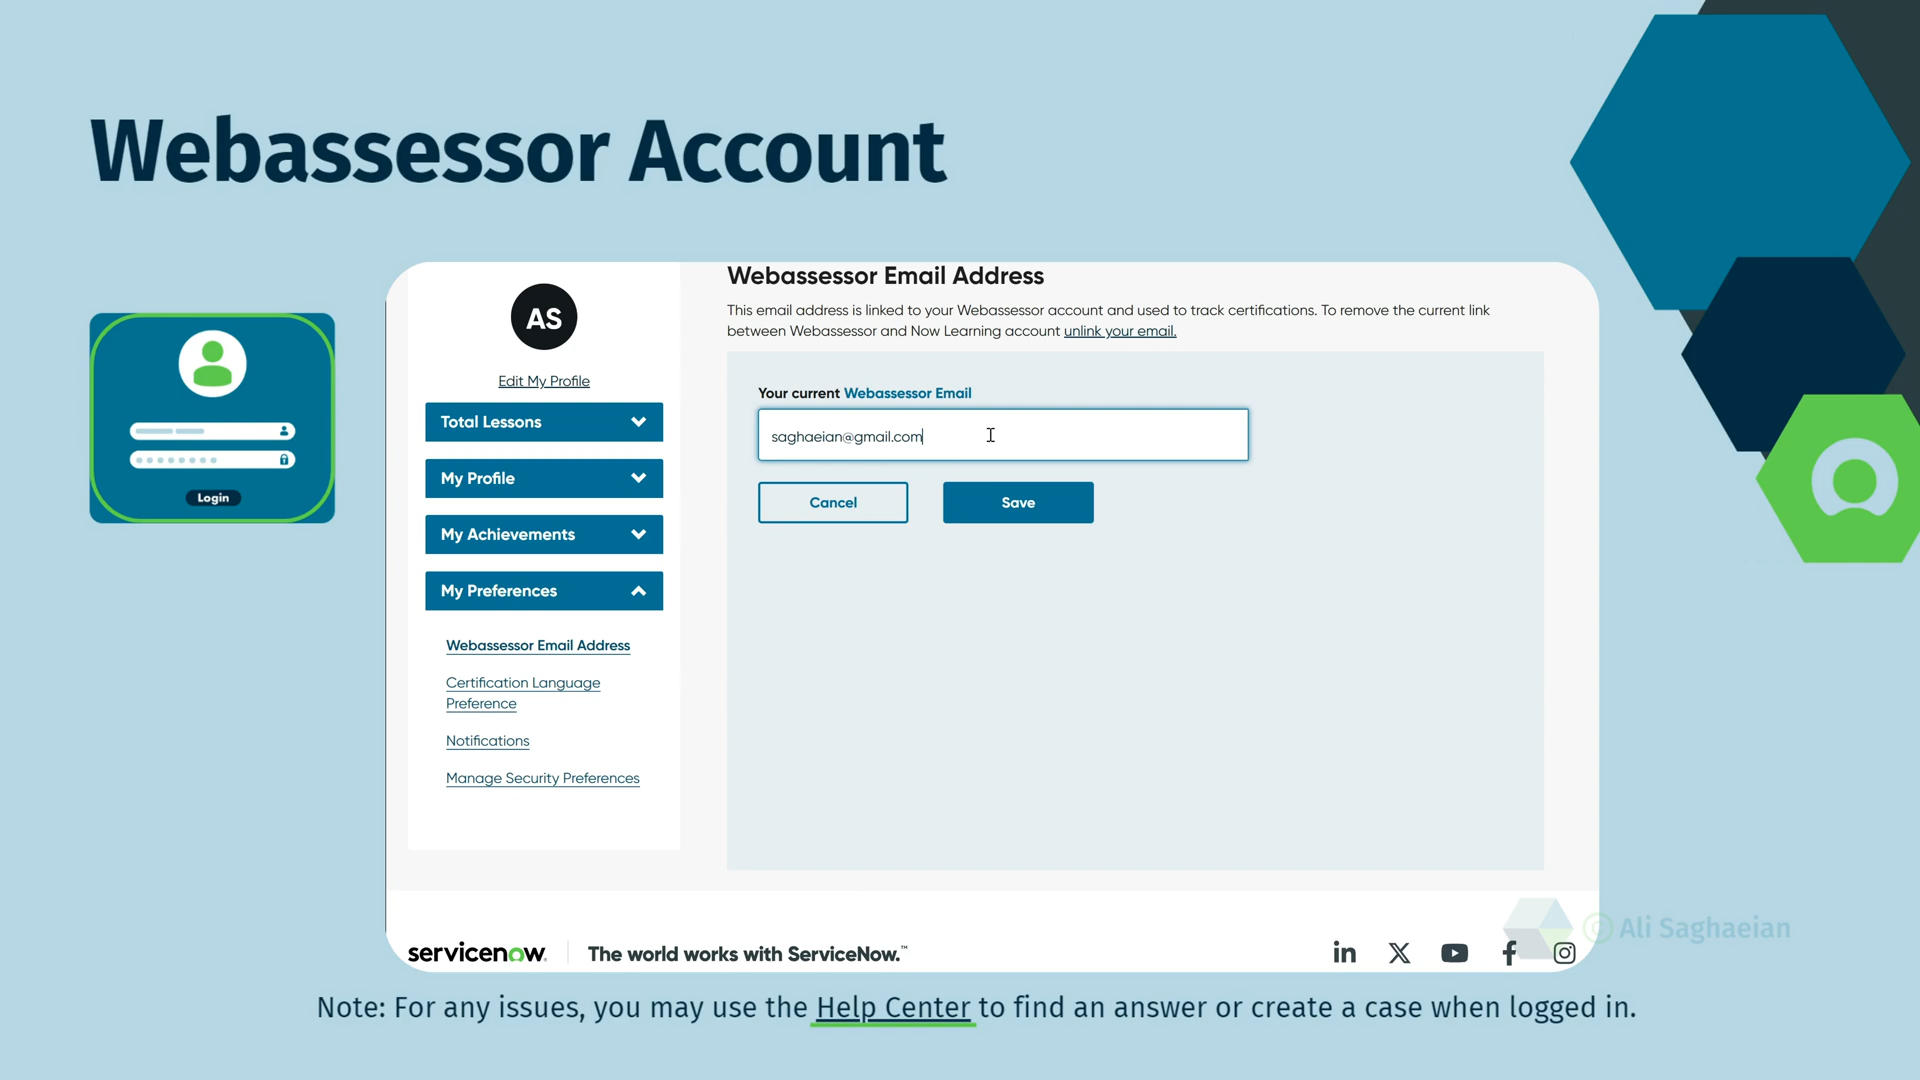 Webassessor Account
Login
AS
Edit My Profile
Total Lessons
My Profile
My Achievements
My Preferences
Webassessor Email Address
Certification Language
Preference
Notifications
Manage Security Preferences
Webassessor Email Address
This email address is linked to your Webassessor account and used to track certifications. To remove the current link
between Webassessor and Now Learning account unlink your email.
Your current Webassessor Email
saghaeian@gmail.com
Cancel
Save
servicenow.
The world works with ServiceNow.™
© Ali Saghaeian
Note: For any issues, you may use the Help Center to find an answer or create a case when logged in.